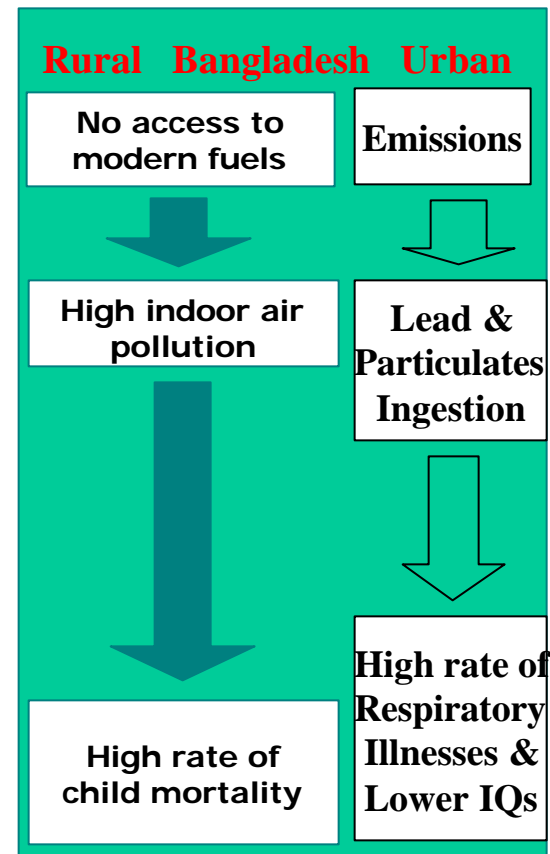 Rural Bangladesh Urban
No access to
modern fuels
Emissions
High indoor air
pollution
Lead &
Particulates
Ingestion
High rate of
child mortality
High rate of
Respiratory
Illnesses &
Lower IQs